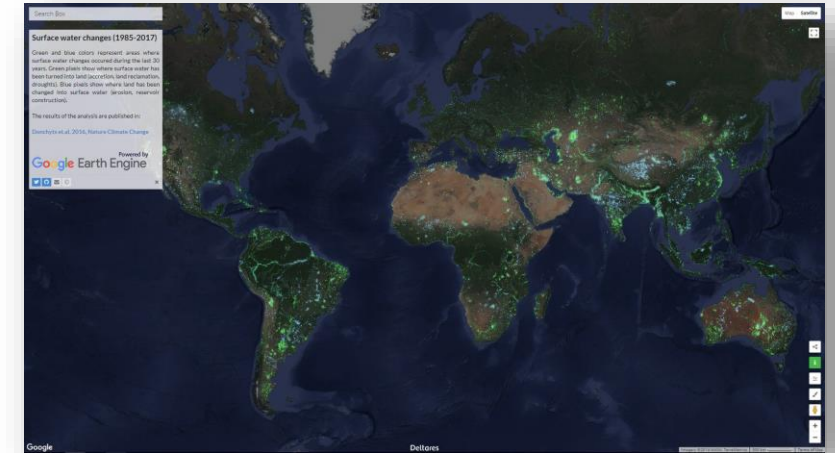 Search Box
Map Satellite
Surface water changes (1985-2017)
Green and blue colors represent areas where
surface water changes occured during the last 30
years. Green pixels show where surface water has
been turned into land (accretion, land reclamation,
droughts). Blue pixels show where land has been
changed into surface water (erosion, reservoir
construction).
The results of the analysis are published in:
Donchyts et al, 2016, Nature Climate Change
Powered by
Google Earth Engine
Google
Deltares
Terms of Use